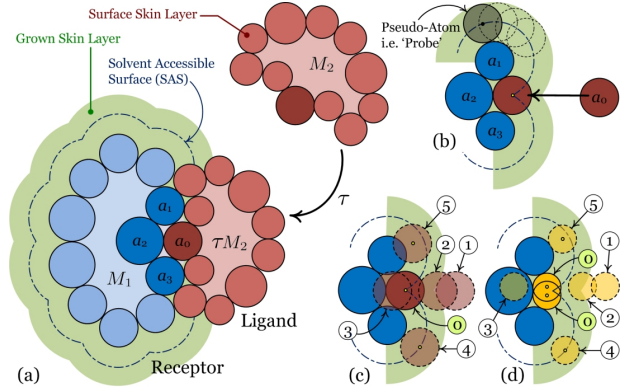 Surface Skin Layer
Grown Skin Layer
Solvent Accessible
Surface (SAS)
M₂
τ
a₁
a₂
a₀
a₃
M₁
τM₂
Ligand
Receptor
(a)
Pseudo-Atom
i.e. ‘Probe’
a₁
a₂
a₃
a₀
(b)
5
2
1
3
0
4
(c)
5
0
1
3
2
0
4
(d)